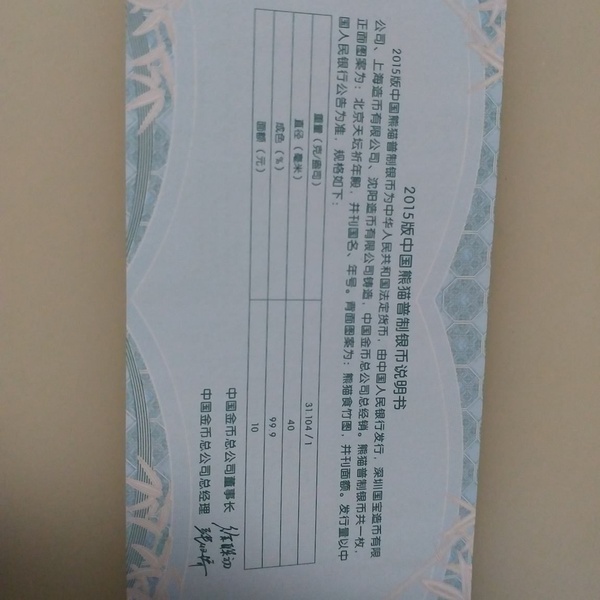 2015版中国熊猫普制银币说明书
2015版中国熊猫普制银币为中华人民共和国法定货币，由中国人民银行发行，深圳国宝造币有限
公司、上海造币有限公司、沈阳造币有限公司铸造，中国金币总公司总经销。熊猫普制银币共一枚，
正面图案为：北京天坛祈年殿，并刊国名、年号。背面图案为：熊猫食竹图，并刊面额。发行量以中
国人民银行公告为准，规格如下：
重量（克/盎司） 31.104/1
直径（毫米） 40
成色（%） 99.9
面额（元） 10
中国金币总公司董事长
中国金币总公司总经理